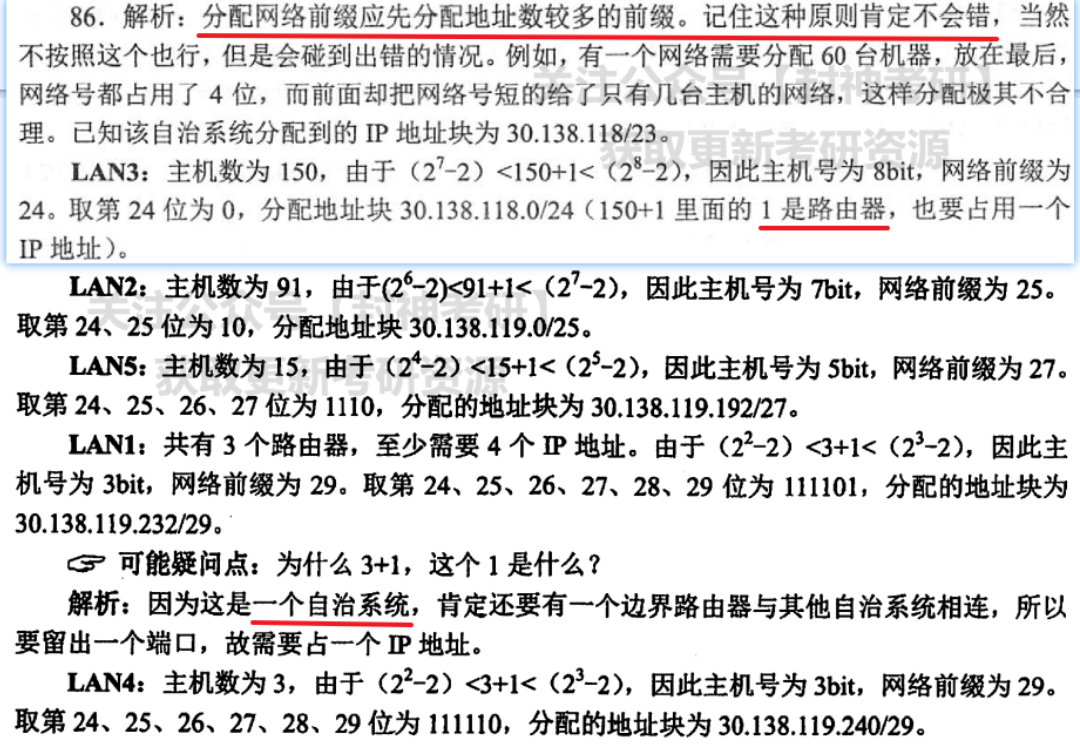 86. 解析：分配网络前缀应先分配地址数较多的前缀。记住这种原则肯定不会错，当然
不按照这个也行，但是会碰到出错的情况。例如，有一个网络需要分配 60 台机器，放在最后，
网络号都占用了 4 位，而前面却把网络号短的给了只有几台主机的网络，这样分配极其不合
理。已知该自治系统分配到的 IP 地址块为 30.138.118/23。
LAN3：主机数为 150，由于（2⁷-2）<150+1<（2⁸-2），因此主机号为 8bit，网络前缀为
24。取第 24 位为 0，分配地址块 30.138.118.0/24（150+1 里面的 1 是路由器，也要占用一个
IP 地址）。
LAN2：主机数为 91，由于(2⁶-2)<91+1<（2⁷-2），因此主机号为 7bit，网络前缀为 25。
取第 24、25 位为 10，分配地址块 30.138.119.0/25。
LAN5：主机数为 15，由于（2⁴-2）<15+1<（2⁵-2），因此主机号为 5bit，网络前缀为 27。
取第 24、25、26、27 位为 1110，分配的地址块为 30.138.119.192/27。
LAN1：共有 3 个路由器，至少需要 4 个 IP 地址。由于（2²-2）<3+1<（2³-2），因此主
机号为 3bit，网络前缀为 29。取第 24、25、26、27、28、29 位为 111101，分配的地址块为
30.138.119.232/29。
☞ 可能疑问点：为什么 3+1，这个 1 是什么？
解析：因为这是一个自治系统，肯定还要有一个边界路由器与其他自治系统相连，所以
要留出一个端口，故需要占一个 IP 地址。
LAN4：主机数为 3，由于（2²-2）<3+1<（2³-2），因此主机号为 3bit，网络前缀为 29。
取第 24、25、26、27、28、29 位为 111110，分配的地址块为 30.138.119.240/29。
关注公众号【封神考研】
获取更新考研资源
关注公众号【封神考研】
获取更新考研资源